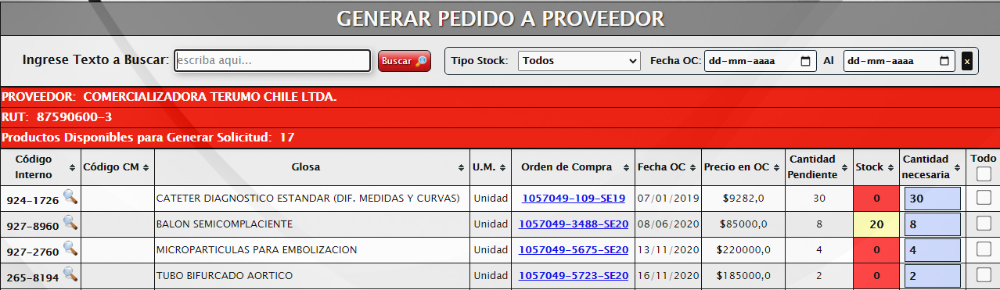 GENERAR PEDIDO A PROVEEDOR
Ingrese Texto a Buscar: escriba aqui... Buscar Tipo Stock: Todos Fecha OC: dd-mm-aaaa Al dd-mm-aaaa x
PROVEEDOR: COMERCIALIZADORA TERUMO CHILE LTDA.
RUT: 87590600-3
Productos Disponibles para Generar Solicitud: 17
Código Interno Código CM Glosa U.M. Orden de Compra Fecha OC Precio en OC Cantidad Pendiente Stock Cantidad necesaria Todo
924-1726 CATETER DIAGNOSTICO ESTANDAR (DIF. MEDIDAS Y CURVAS) Unidad 1057049-109-SE19 07/01/2019 $9282,0 30 0 30
927-8960 BALON SEMICOMPLACIENTE Unidad 1057049-3488-SE20 08/06/2020 $85000,0 8 20 8
927-2760 MICROPARTICULAS PARA EMBOLIZACION Unidad 1057049-5675-SE20 13/11/2020 $220000,0 4 0 4
265-8194 TUBO BIFURCADO AORTICO Unidad 1057049-5723-SE20 16/11/2020 $185000,0 2 0 2